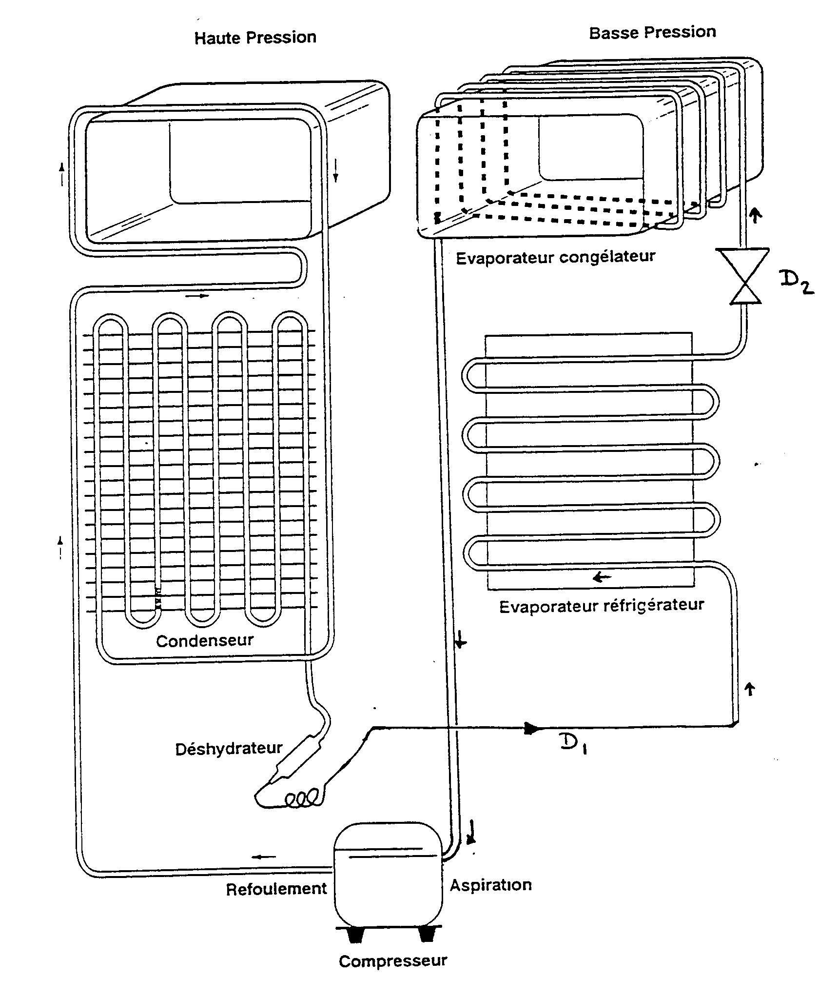 Haute Pression
Basse Pression
Evaporateur congélateur
D2
Evaporateur réfrigérateur
Condenseur
Déshydrateur
D1
Refoulement
Aspiration
Compresseur